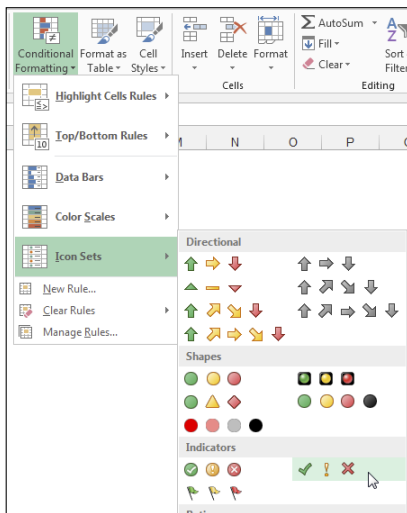 Conditional Formatting
Format as Table
Cell Styles
Insert
Delete
Format
AutoSum
Fill
Clear
Sort
Filter
Cells
Editing
Highlight Cells Rules
Top/Bottom Rules
10
Data Bars
Color Scales
Icon Sets
New Rule...
Clear Rules
Manage Rules...
N
O
P
Directional
Shapes
Indicators